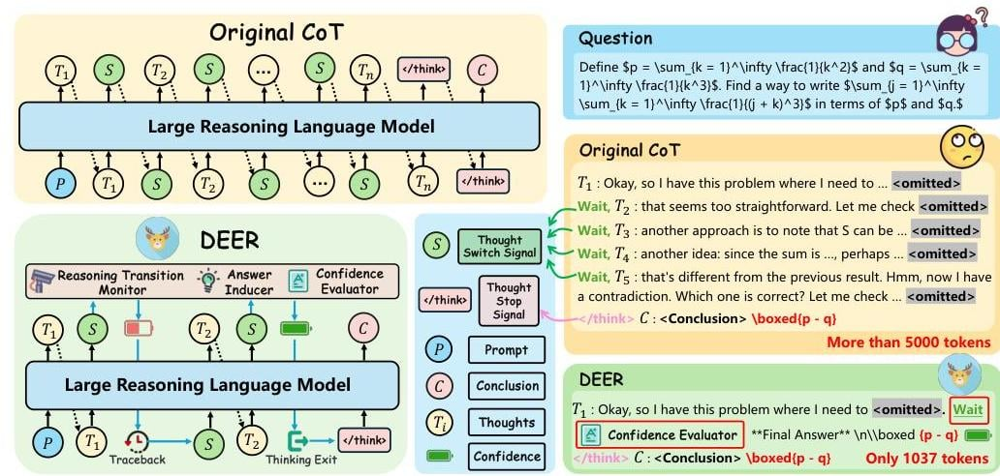 Original CoT
T1 S T2 S ... S Tn </think> C
Large Reasoning Language Model
P T1 S T2 S ... S Tn </think>
DEER
Reasoning Transition Monitor
Answer Inducer
Confidence Evaluator
T1 S T2 S C
Large Reasoning Language Model
P T1 S T2 </think>
Traceback
Thinking Exit
S
Thought Switch Signal
</think>
Thought Stop Signal
P
Prompt
C
Conclusion
Ti
Thoughts
Confidence
Question
Define $p = \sum_{k = 1}^\infty \frac{1}{k^2}$ and $q = \sum_{k =
1}^\infty \frac{1}{k^3}$. Find a way to write $\sum_{j = 1}^\infty
\sum_{k = 1}^\infty \frac{1}{(j + k)^3}$ in terms of $p$ and $q.$
Original CoT
T1 : Okay, so I have this problem where I need to ... <omitted>
Wait, T2 : that seems too straightforward. Let me check <omitted>
Wait, T3 : another approach is to note that S can be ... <omitted>
Wait, T4 : another idea: since the sum is ..., perhaps ... <omitted>
Wait, T5 : that's different from the previous result. Hmm, now I have
a contradiction. Which one is correct? Let me check ... <omitted>
</think> C : <Conclusion> \boxed{p - q}
More than 5000 tokens
DEER
T1 : Okay, so I have this problem where I need to <omitted>. Wait
Confidence Evaluator **Final Answer** \n\\boxed {p - q}
</think> C : <Conclusion> \boxed{p - q} Only 1037 tokens